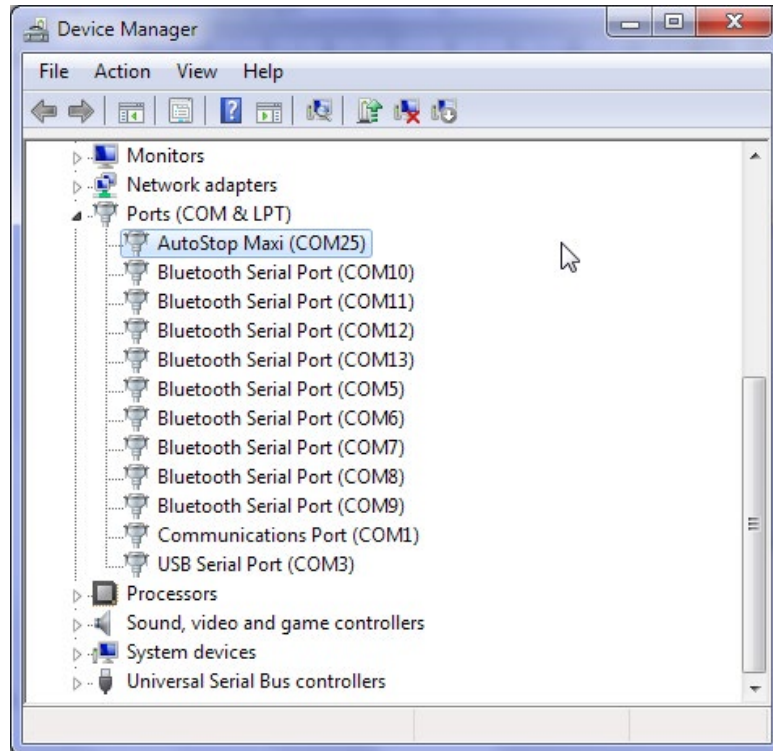 Device Manager
File Action View Help
Monitors
Network adapters
Ports (COM & LPT)
AutoStop Maxi (COM25)
Bluetooth Serial Port (COM10)
Bluetooth Serial Port (COM11)
Bluetooth Serial Port (COM12)
Bluetooth Serial Port (COM13)
Bluetooth Serial Port (COM5)
Bluetooth Serial Port (COM6)
Bluetooth Serial Port (COM7)
Bluetooth Serial Port (COM8)
Bluetooth Serial Port (COM9)
Communications Port (COM1)
USB Serial Port (COM3)
Processors
Sound, video and game controllers
System devices
Universal Serial Bus controllers